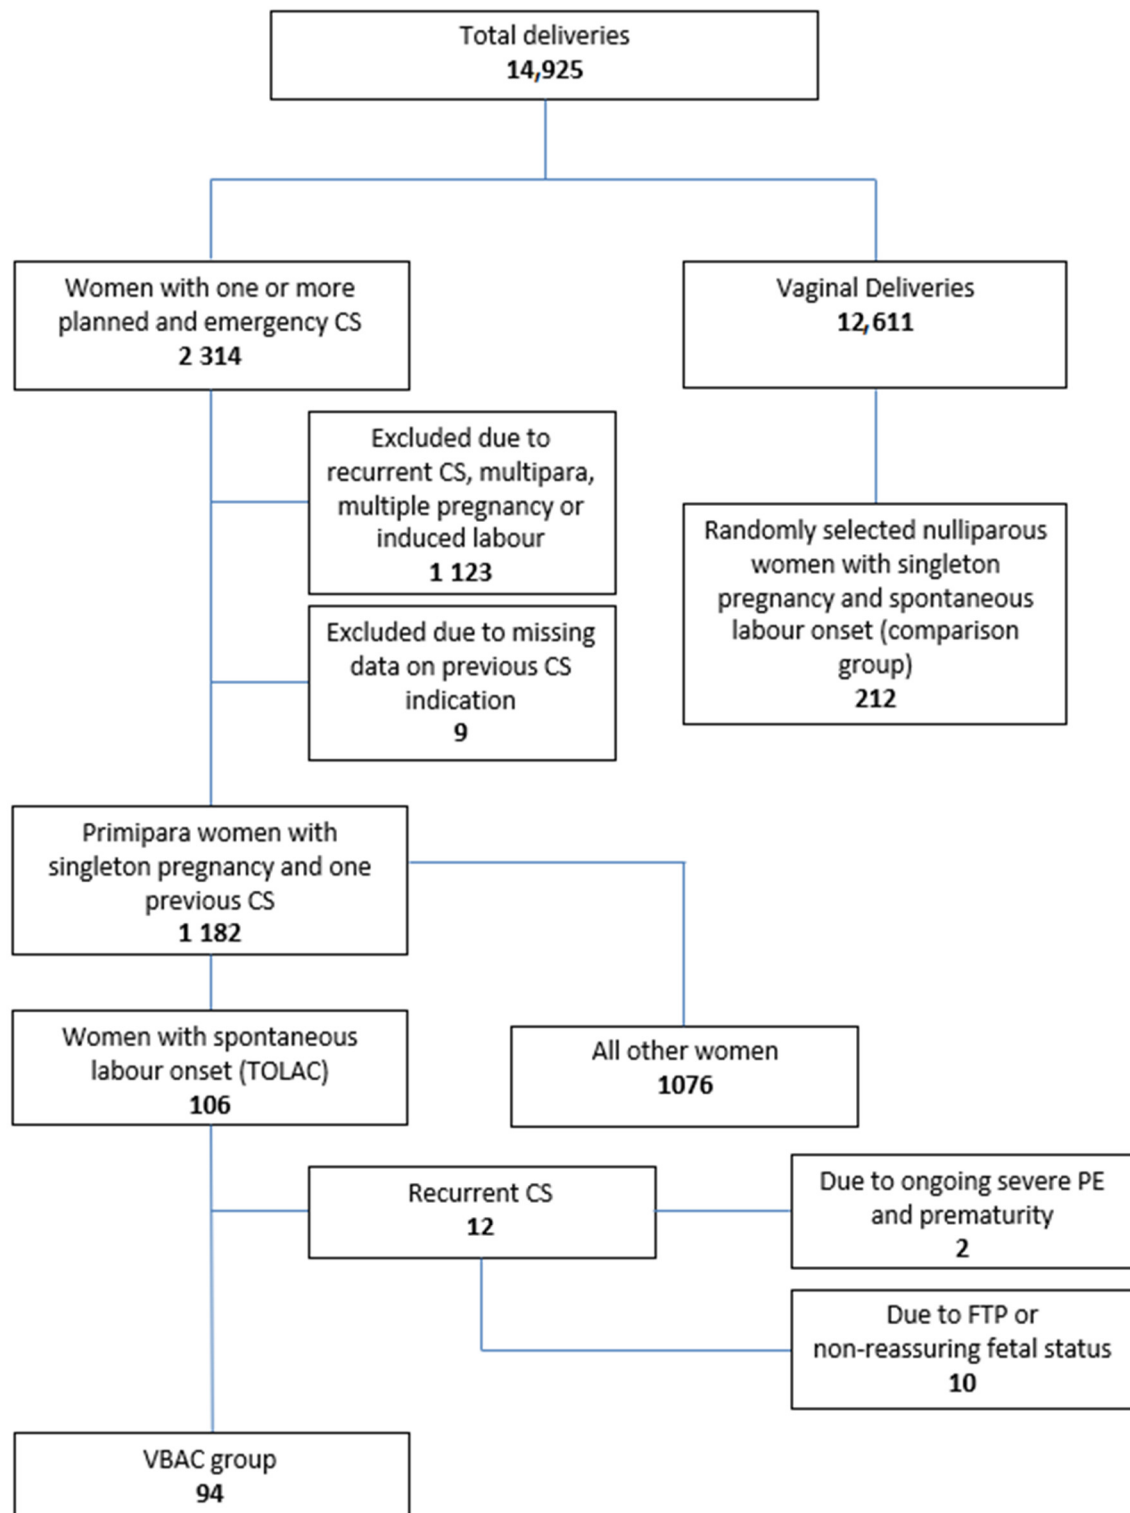 Total deliveries
14,925
Women with one or more
planned and emergency CS
2 314
Vaginal Deliveries
12,611
Excluded due to
recurrent CS, multipara,
multiple pregnancy or
induced labour
1 123
Randomly selected nulliparous
women with singleton
pregnancy and spontaneous
labour onset (comparison
group)
212
Excluded due to missing
data on previous CS
indication
9
Primipara women with
singleton pregnancy and one
previous CS
1 182
Women with spontaneous
labour onset (TOLAC)
106
All other women
1076
Recurrent CS
12
Due to ongoing severe PE
and prematurity
2
Due to FTP or
non-reassuring fetal status
10
VBAC group
94